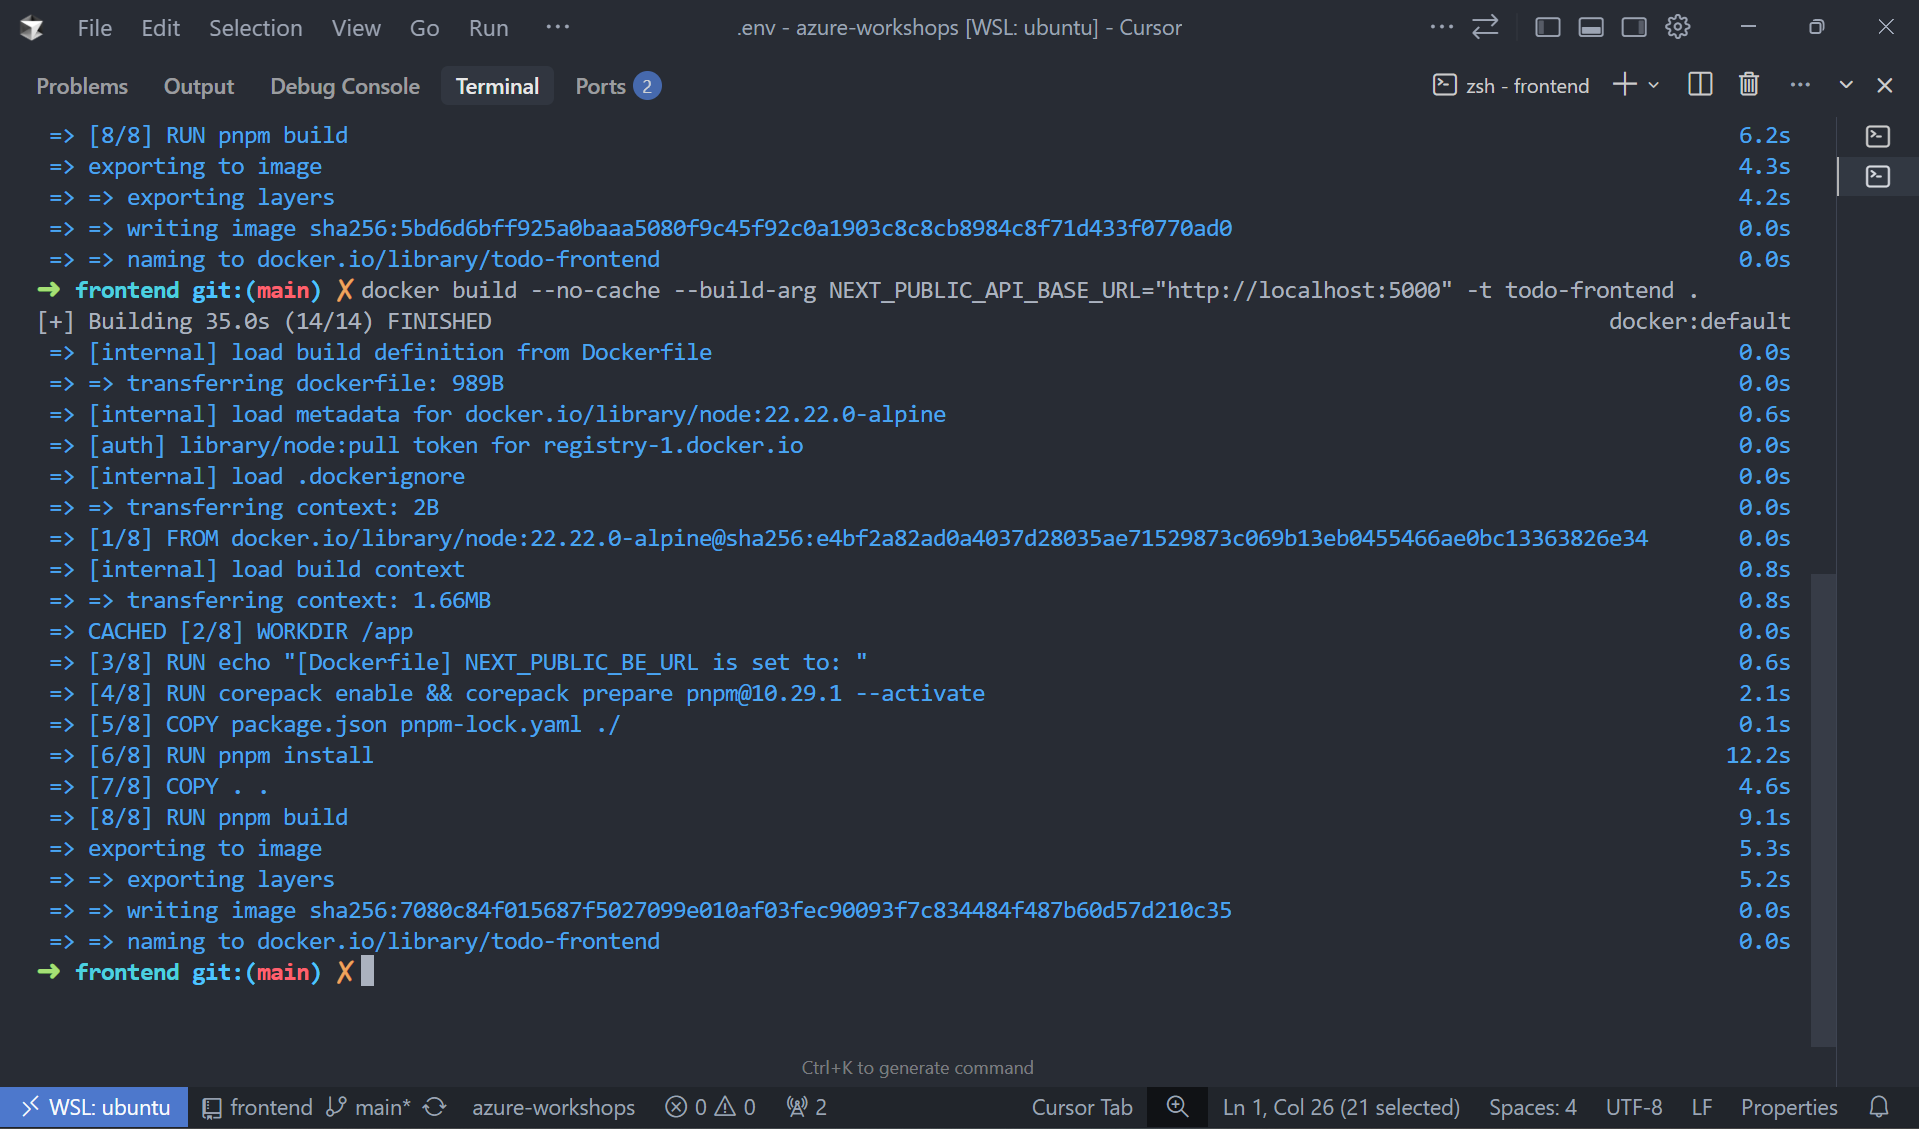 File Edit Selection View Go Run ··· .env - azure-workshops [WSL: ubuntu] - Cursor
Problems Output Debug Console Terminal Ports 2 zsh - frontend
=> [8/8] RUN pnpm build 6.2s
=> exporting to image 4.3s
=> => exporting layers 4.2s
=> => writing image sha256:5bd6d6bff925a0baaa5080f9c45f92c0a1903c8c8cb8984c8f71d433f0770ad0 0.0s
=> => naming to docker.io/library/todo-frontend 0.0s
➜ frontend git:(main) ✗ docker build --no-cache --build-arg NEXT_PUBLIC_API_BASE_URL="http://localhost:5000" -t todo-frontend .
[+] Building 35.0s (14/14) FINISHED docker:default
=> [internal] load build definition from Dockerfile 0.0s
=> => transferring dockerfile: 989B 0.0s
=> [internal] load metadata for docker.io/library/node:22.22.0-alpine 0.6s
=> [auth] library/node:pull token for registry-1.docker.io 0.0s
=> [internal] load .dockerignore 0.0s
=> => transferring context: 2B 0.0s
=> [1/8] FROM docker.io/library/node:22.22.0-alpine@sha256:e4bf2a82ad0a4037d28035ae71529873c069b13eb0455466ae0bc13363826e34 0.0s
=> [internal] load build context 0.8s
=> => transferring context: 1.66MB 0.8s
=> CACHED [2/8] WORKDIR /app 0.0s
=> [3/8] RUN echo "[Dockerfile] NEXT_PUBLIC_BE_URL is set to: " 0.6s
=> [4/8] RUN corepack enable && corepack prepare pnpm@10.29.1 --activate 2.1s
=> [5/8] COPY package.json pnpm-lock.yaml ./ 0.1s
=> [6/8] RUN pnpm install 12.2s
=> [7/8] COPY . . 4.6s
=> [8/8] RUN pnpm build 9.1s
=> exporting to image 5.3s
=> => exporting layers 5.2s
=> => writing image sha256:7080c84f015687f5027099e010af03fec90093f7c834484f487b60d57d210c35 0.0s
=> => naming to docker.io/library/todo-frontend 0.0s
➜ frontend git:(main) ✗
Ctrl+K to generate command
WSL: ubuntu frontend main* azure-workshops 0 0 2 Cursor Tab Ln 1, Col 26 (21 selected) Spaces: 4 UTF-8 LF Properties